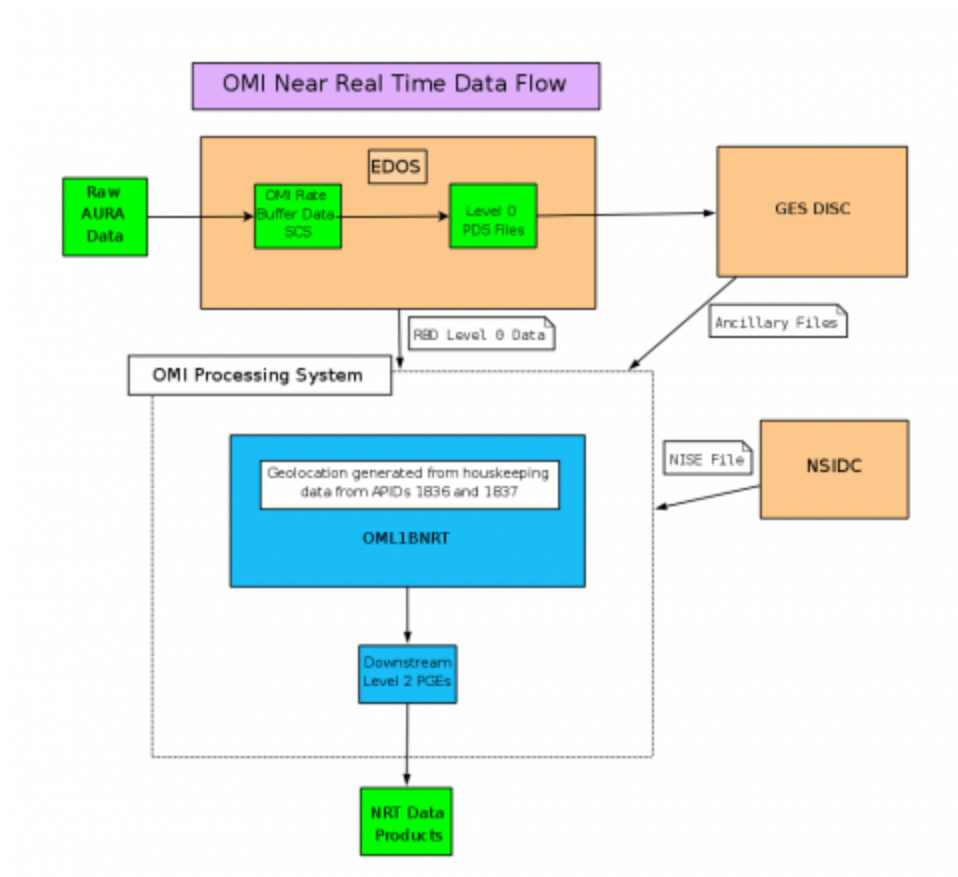 OMI Near Real Time Data Flow
EDOS
Raw
AURA
Data
OMI Rate
Buffer Data
SCS
Level 0
PDS Files
GES DISC
RBD Level 0 Data
Ancillary Files
OMI Processing System
NISE File
NSIDC
Geolocation generated from houskeeping
data from APIDs 1836 and 1837
OML1BNRT
Downstream
Level 2 PGEs
NRT Data
Products